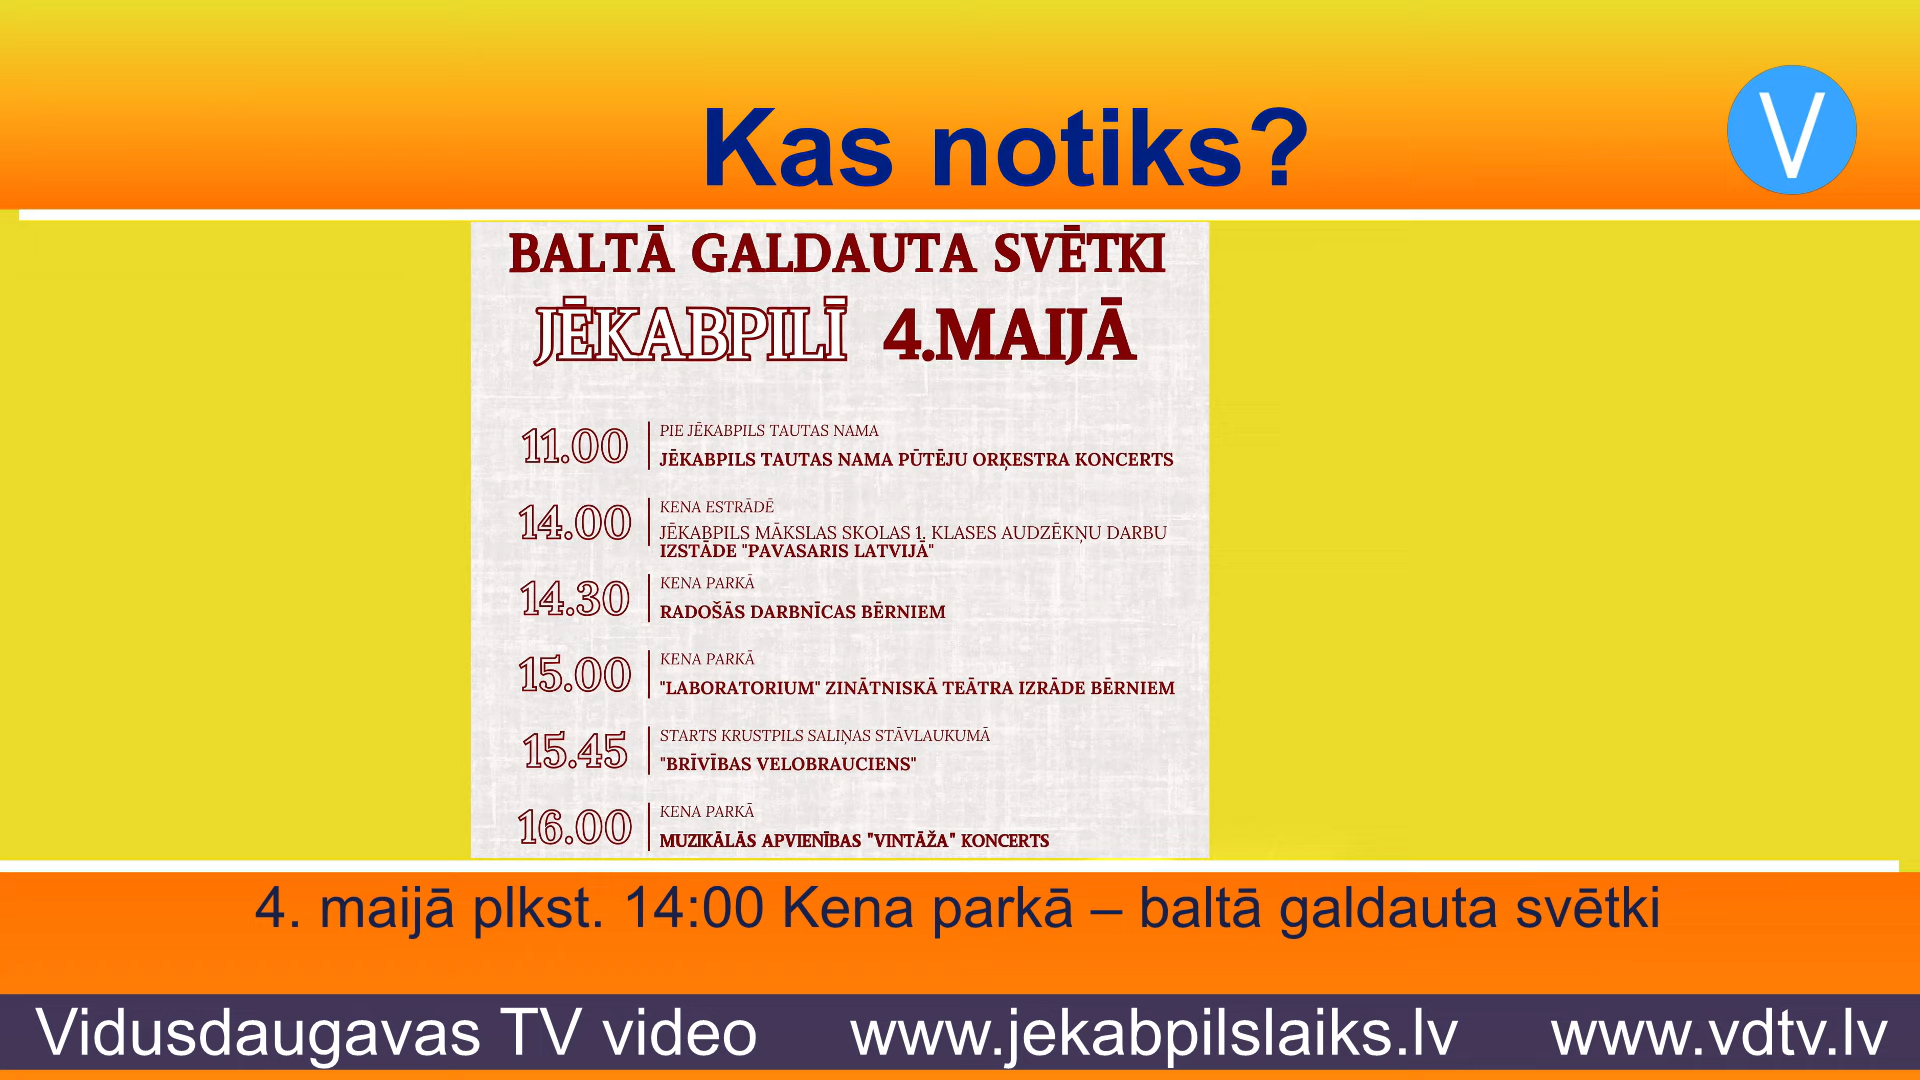 Kas notiks?
V
BALTĀ GALDAUTA SVĒTKI
JĒKABPILĪ 4.MAIJĀ
11.00
PIE JĒKABPILS TAUTAS NAMA
JĒKABPILS TAUTAS NAMA PŪTĒJU ORĶESTRA KONCERTS
14.00
KENA ESTRĀDĒ
JĒKABPILS MĀKSLAS SKOLAS 1. KLASES AUDZĒKŅU DARBU
IZSTĀDE "PAVASARIS LATVIJĀ"
14.30
KENA PARKĀ
RADOŠĀS DARBNĪCAS BĒRNIEM
15.00
KENA PARKĀ
"LABORATORIUM" ZINĀTNISKĀ TEĀTRA IZRĀDE BĒRNIEM
15.45
STARTS KRUSTPILS SALIŅAS STĀVLAUKUMĀ
"BRĪVĪBAS VELOBRAUCIENS"
16.00
KENA PARKĀ
MUZIKĀLĀS APVIENĪBAS "VINTĀŽA" KONCERTS
4. maijā plkst. 14:00 Kena parkā – baltā galdauta svētki
Vidusdaugavas TV video www.jekabpilslaiks.lv www.vdtv.lv